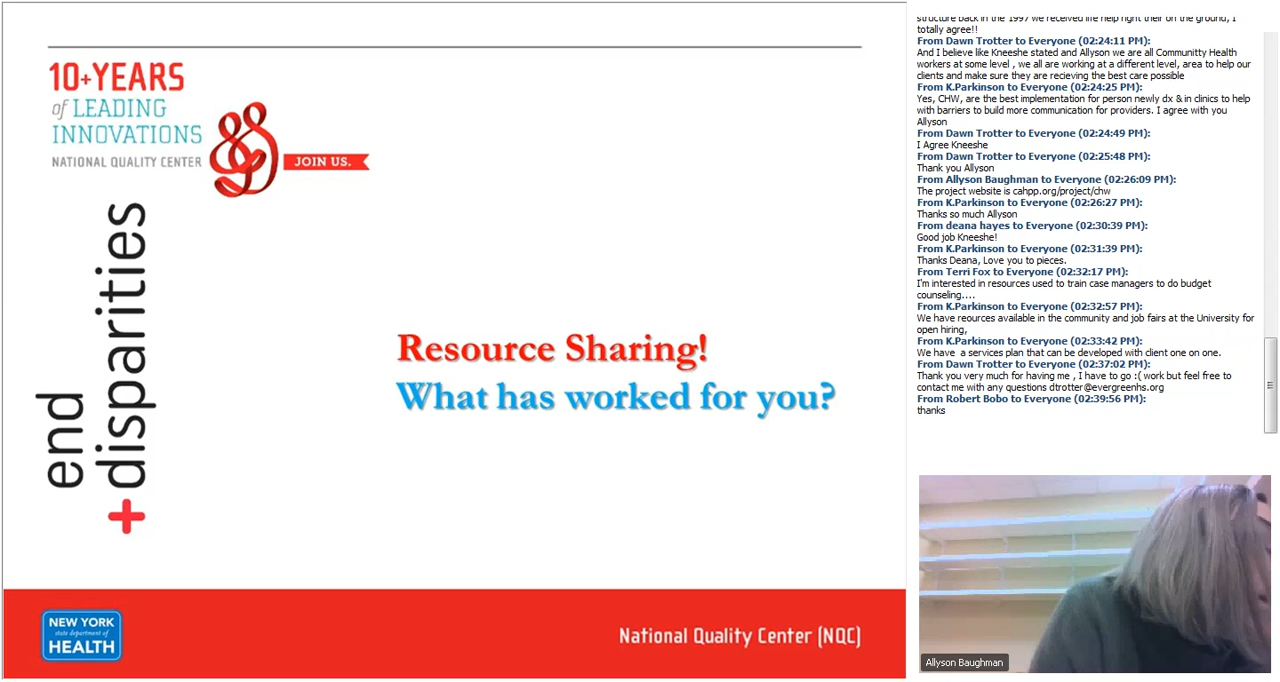 10+YEARS
of LEADING
INNOVATIONS
NATIONAL QUALITY CENTER
JOIN US.
end
+disparities
Resource Sharing!
What has worked for you?
NEW YORK
state department of
HEALTH
National Quality Center (NQC)
structure back in the 1997 we received life help right their on the ground, I
totally agree!!
From Dawn Trotter to Everyone (02:24:11 PM):
And I believe like Kneeshe stated and Allyson we are all Committy Health
workers at some level , we all are working at a different level, area to help our
clients and make sure they are recieving the best care possible
From K.Parkinson to Everyone (02:24:25 PM):
Yes, CHW, are the best implementation for person newly dx & in clinics to help
with barriers to build more communication for providers. I agree with you
Allyson
From Dawn Trotter to Everyone (02:24:49 PM):
I Agree Kneeshe
From Dawn Trotter to Everyone (02:25:48 PM):
Thank you Allyson
From Allyson Baughman to Everyone (02:26:09 PM):
The project website is cahpp.org/project/chw
From K.Parkinson to Everyone (02:26:27 PM):
Thanks so much Allyson
From deana hayes to Everyone (02:30:39 PM):
Good job Kneeshe!
From K.Parkinson to Everyone (02:31:39 PM):
Thanks Deana, Love you to pieces.
From Terri Fox to Everyone (02:32:17 PM):
I'm interested in resources used to train case managers to do budget
counseling....
From K.Parkinson to Everyone (02:32:57 PM):
We have reources available in the community and job fairs at the University for
open hiring,
From K.Parkinson to Everyone (02:33:42 PM):
We have a services plan that can be developed with client one on one.
From Dawn Trotter to Everyone (02:37:02 PM):
Thank you very much for having me , I have to go :( work but feel free to
contact me with any questions dtrotter@evergreenhs.org
From Robert Bobo to Everyone (02:39:56 PM):
thanks
Allyson Baughman